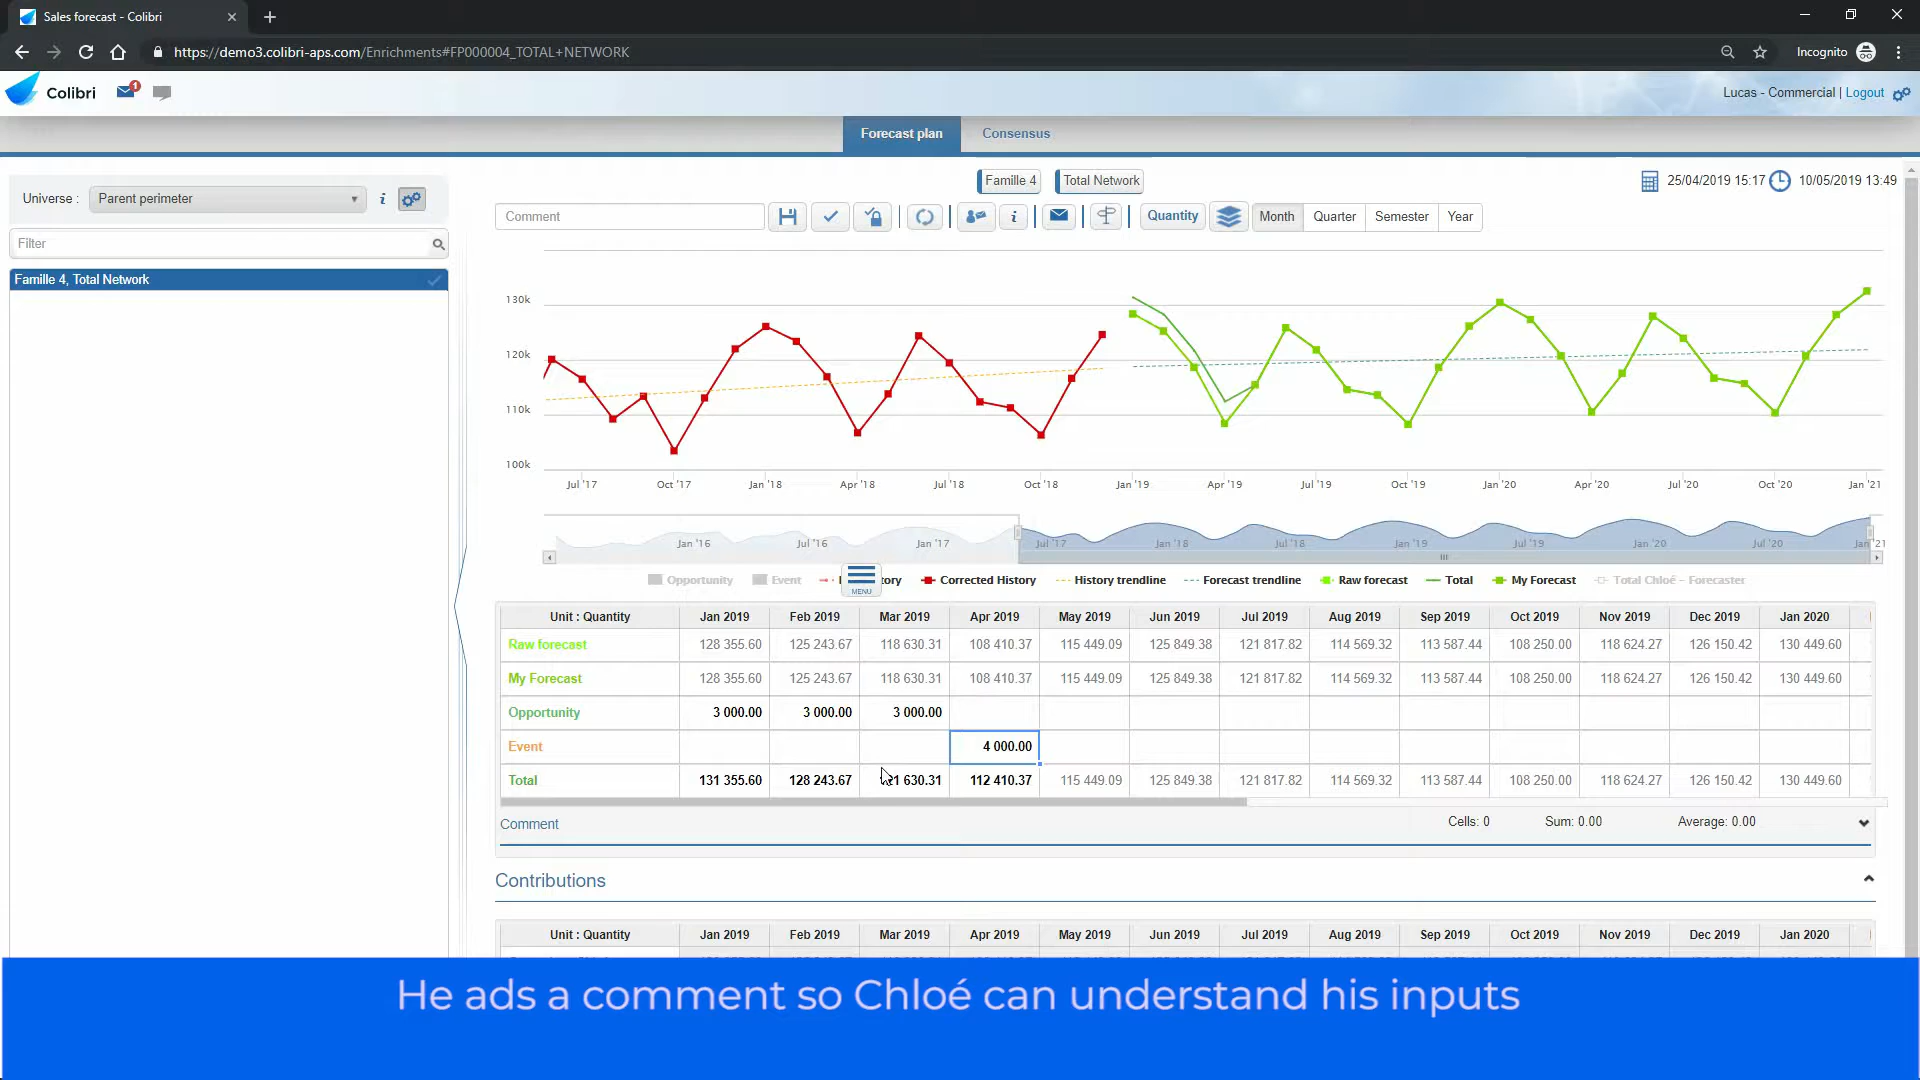 Sales forecast - Colibri
https://demo3.colibri-aps.com/Enrichments#FP000004_TOTAL+NETWORK
Incognito
Colibri
1
Lucas - Commercial | Logout
Forecast plan
Consensus
Universe :
Parent perimeter
i
Filter
Famille 4, Total Network
Famille 4
Total Network
25/04/2019 15:17
10/05/2019 13:49
Comment
i
Quantity
Month
Quarter
Semester
Year
130k
120k
110k
100k
Jul '17 Oct '17 Jan '18 Apr '18 Jul '18 Oct '18 Jan '19 Apr '19 Jul '19 Oct '19 Jan '20 Apr '20 Jul '20 Oct '20 Jan '21
Jan '16 Jul '16 Jan '17 Jul '17 Jan '18 Jul '18 Jan '19 Jul '19 Jan '20 Jul '20 Jan '21
Opportunity Event Corrected History History trendline Forecast trendline Raw forecast Total My Forecast Total Chloé - Forecaster
MENU
Unit : Quantity Jan 2019 Feb 2019 Mar 2019 Apr 2019 May 2019 Jun 2019 Jul 2019 Aug 2019 Sep 2019 Oct 2019 Nov 2019 Dec 2019 Jan 2020
Raw forecast 128 355.60 125 243.67 118 630.31 108 410.37 115 449.09 125 849.38 121 817.82 114 569.32 113 587.44 108 250.00 118 624.27 126 150.42 130 449.60
My Forecast 128 355.60 125 243.67 118 630.31 108 410.37 115 449.09 125 849.38 121 817.82 114 569.32 113 587.44 108 250.00 118 624.27 126 150.42 130 449.60
Opportunity 3 000.00 3 000.00 3 000.00
Event 4 000.00
Total 131 355.60 128 243.67 630.31 112 410.37 115 449.09 125 849.38 121 817.82 114 569.32 113 587.44 108 250.00 118 624.27 126 150.42 130 449.60
Comment
Cells: 0 Sum: 0.00 Average: 0.00
Contributions
Unit : Quantity Jan 2019 Feb 2019 Mar 2019 Apr 2019 May 2019 Jun 2019 Jul 2019 Aug 2019 Sep 2019 Oct 2019 Nov 2019 Dec 2019 Jan 2020
He ads a comment so Chloé can understand his inputs